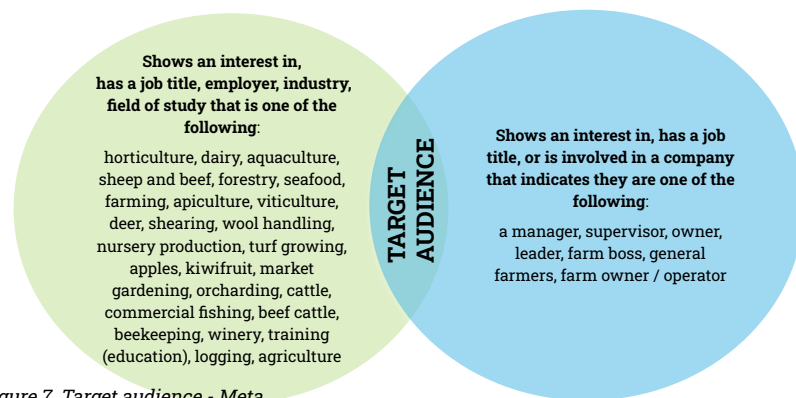 Shows an interest in,
has a job title, employer, industry,
field of study that is one of the
following:
horticulture, dairy, aquaculture,
sheep and beef, forestry, seafood,
farming, apiculture, viticulture,
deer, shearing, wool handling,
nursery production, turf growing,
apples, kiwifruit, market
gardening, orcharding, cattle,
commercial fishing, beef cattle,
beekeeping, winery, training
(education), logging, agriculture
TARGET
AUDIENCE
Shows an interest in, has a job
title, or is involved in a company
that indicates they are one of the
following:
a manager, supervisor, owner,
leader, farm boss, general
farmers, farm owner / operator
gure 7. Target audience - Meta